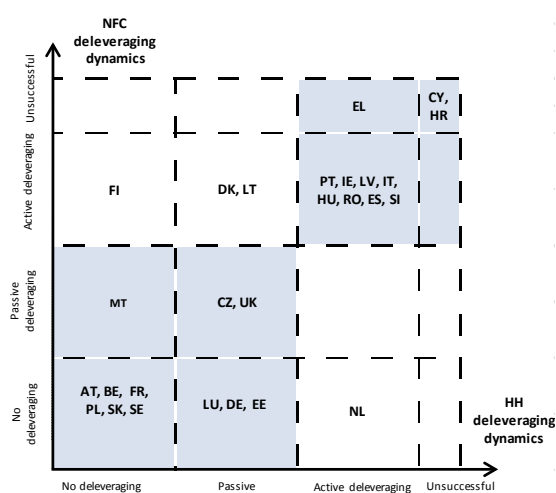 NFC
deleveraging
dynamics
Unsuccessful
EL
CY,
HR
Active deleveraging
FI
DK, LT
PT, IE, LV, IT,
HU, RO, ES, SI
Passive
deleveraging
MT
CZ, UK
No
deleveraging
AT, BE, FR,
PL, SK, SE
LU, DE, EE
NL
HH
deleveraging
dynamics
No deleveraging
Passive
Active deleveraging
Unsuccessful